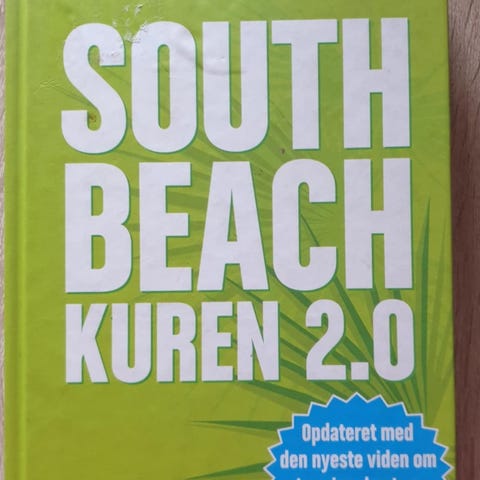 SOUTH
BEACH
KUREN 2.0
Opdateret med
den nyeste viden om